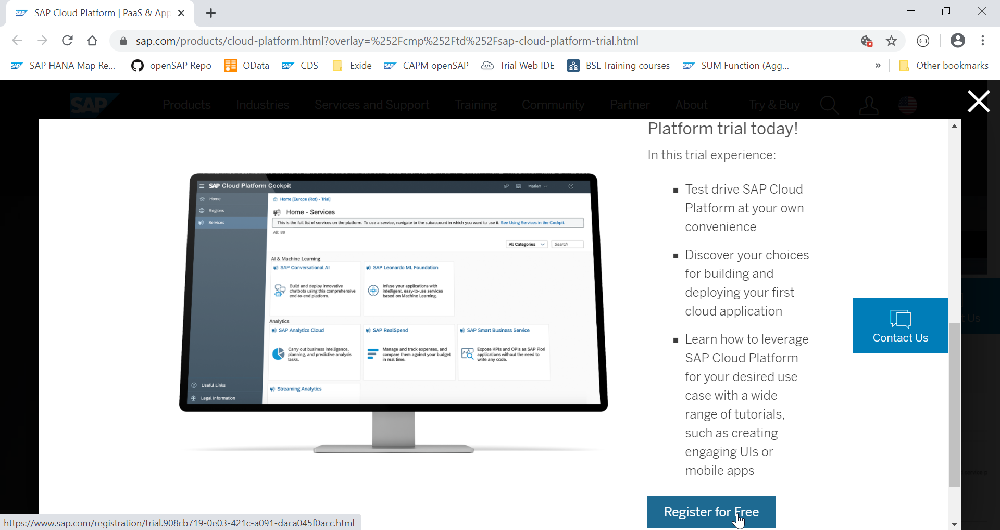 SAP Cloud Platform | PaaS & App
sap.com/products/cloud-platform.html?overlay=%252Fcmp%252Ftd%252Fsap-cloud-platform-trial.html
SAP HANA Map Re... openSAP Repo OData CDS Exide CAPM openSAP Trial Web IDE BSL Training courses SUM Function (Agg... » Other bookmarks
SAP Products Industries Services and Support Training Community Partner About Try & Buy
Platform trial today!
In this trial experience:
▪ Test drive SAP Cloud
Platform at your own
convenience
▪ Discover your choices
for building and
deploying your first
cloud application
▪ Learn how to leverage
SAP Cloud Platform
for your desired use
case with a wide
range of tutorials,
such as creating
engaging UIs or
mobile apps
Register for Free
Contact Us
t Us
SAP Cloud Platform Cockpit
Mariah
Home
Regions
Services
Useful Links
Legal Information
Home [Europe (Rot) - Trial]
Home - Services
This is the full list of services on the platform. To use a service, navigate to the subaccount in which you want to use it. See Using Services in the Cockpit.
All: 89
All Categories
Search
AI & Machine Learning
SAP Conversational AI
Build and deploy innovative
chatbots using this comprehensive
end-to-end platform.
SAP Leonardo ML Foundation
Infuse your applications with
intelligent, easy-to-use services
based on Machine Learning.
Analytics
SAP Analytics Cloud
Carry out business intelligence,
planning, and predictive analysis
tasks.
SAP RealSpend
Manage and track expenses, and
compare them against your budget
in real time.
SAP Smart Business Service
Expose KPIs and OPIs as SAP Fiori
applications without the need to
write any code.
Streaming Analytics
https://www.sap.com/registration/trial.908cb719-0e03-421c-a091-daca045f0acc.html